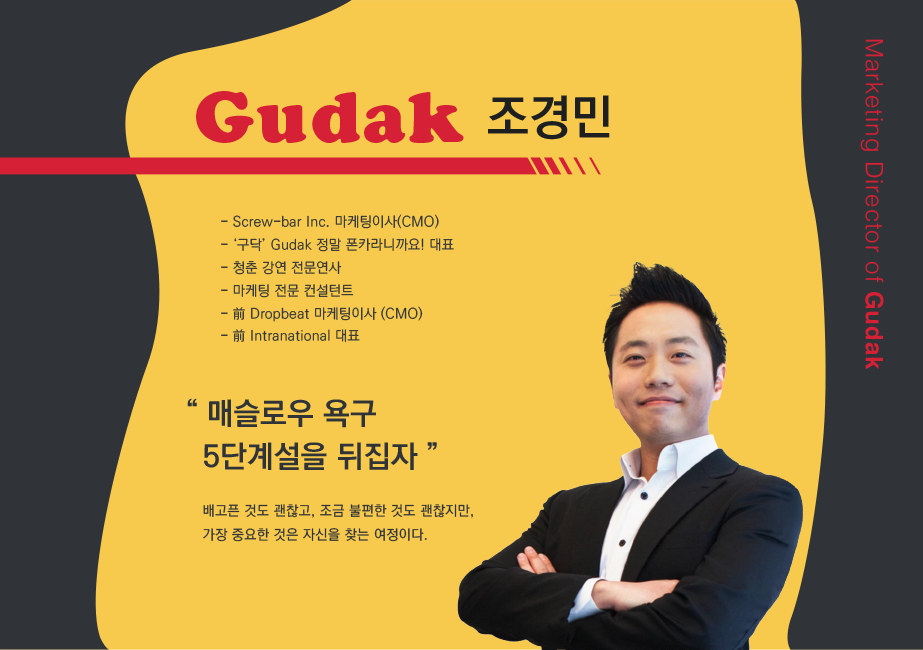 Gudak 조경민
- Screw-bar Inc. 마케팅이사(CMO)
- ‘구닥’ Gudak 정말 폰카라니까요! 대표
- 청춘 강연 전문연사
- 마케팅 전문 컨설턴트
- 前 Dropbeat 마케팅이사 (CMO)
- 前 Intranational 대표
“ 매슬로우 욕구
5단계설을 뒤집자 ”
배고픈 것도 괜찮고, 조금 불편한 것도 괜찮지만,
가장 중요한 것은 자신을 찾는 여정이다.
Marketing Director of Gudak